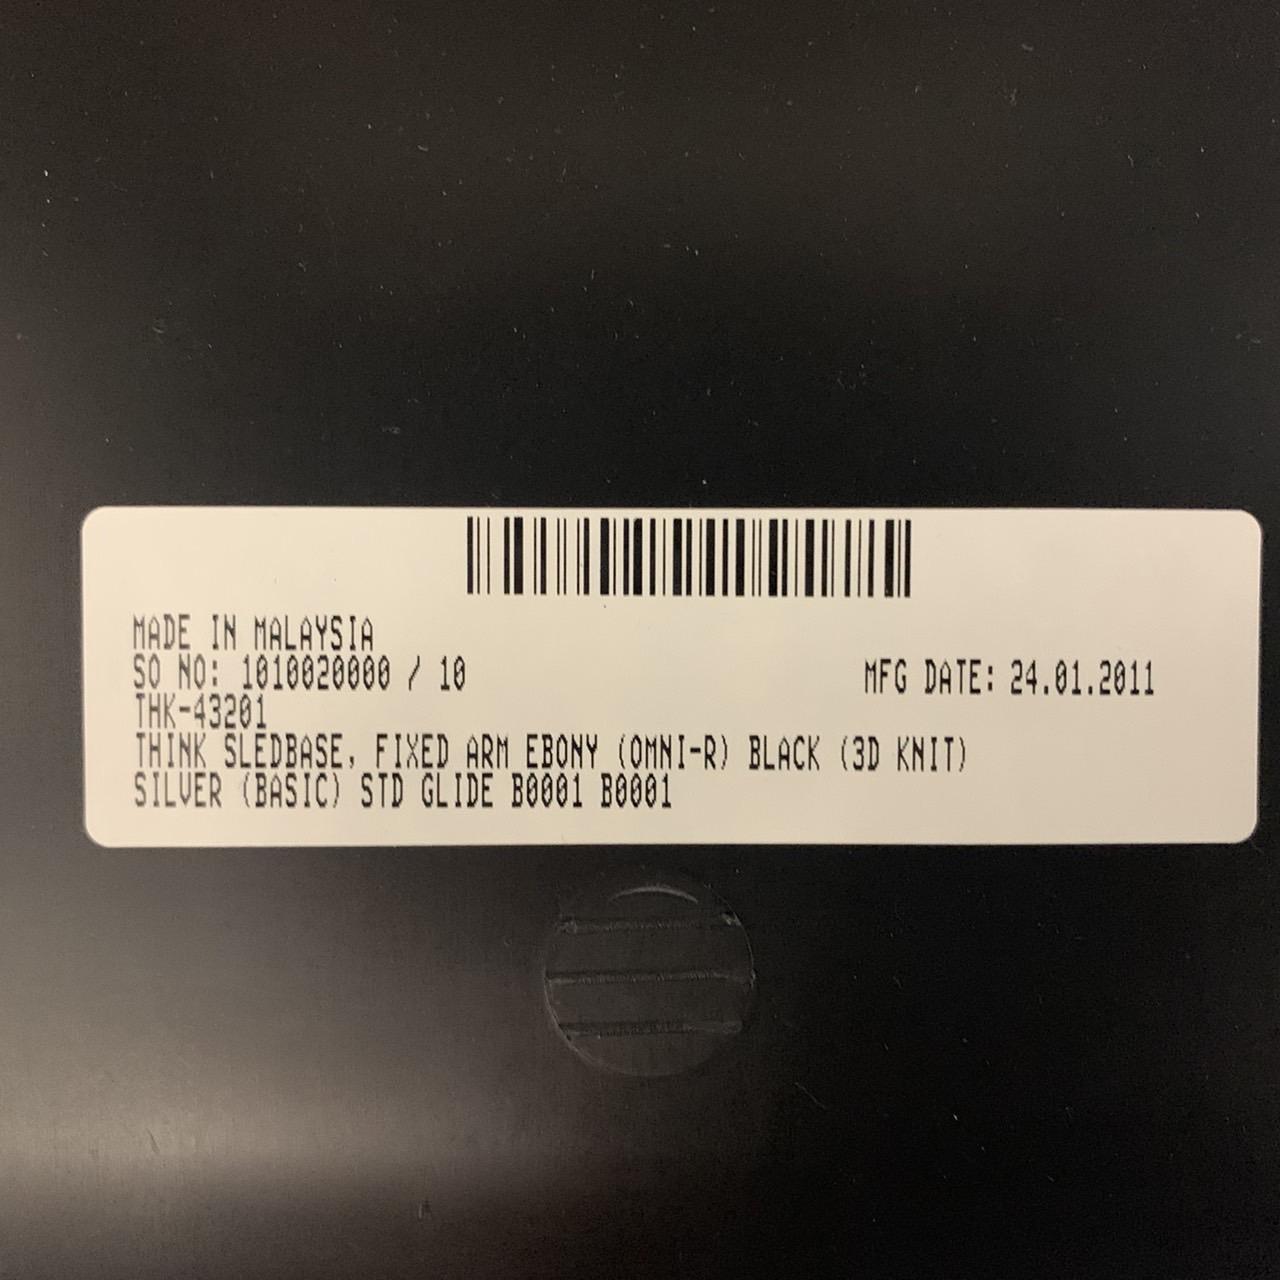 MADE IN MALAYSIA
SO NO: 1010020000 / 10
MFG DATE: 24.01.2011
THK-43201
THINK SLEDBASE, FIXED ARM EBONY (OMNI-R) BLACK (3D KNIT)
SILVER (BASIC) STD GLIDE B0001 B0001